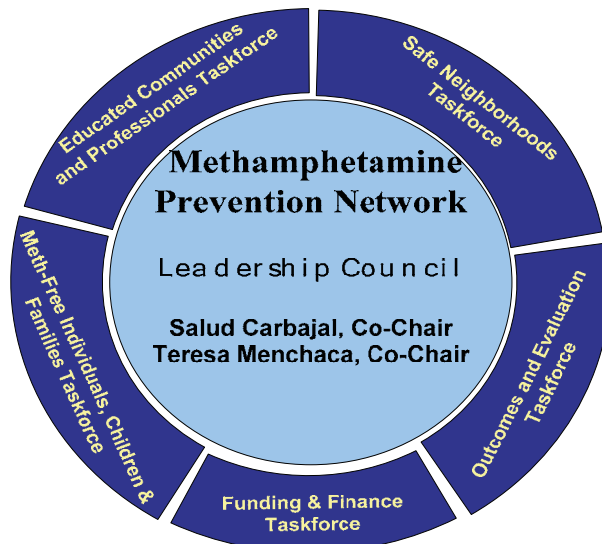 Educated Communities
and Professionals Taskforce
Safe Neighborhoods
Taskforce
Methamphetamine
Prevention Network
Leadership Council
Salud Carbajal, Co-Chair
Teresa Menchaca, Co-Chair
Meth-Free Individuals, Children &
Families Taskforce
Outcomes and Evaluation
Taskforce
Funding & Finance
Taskforce